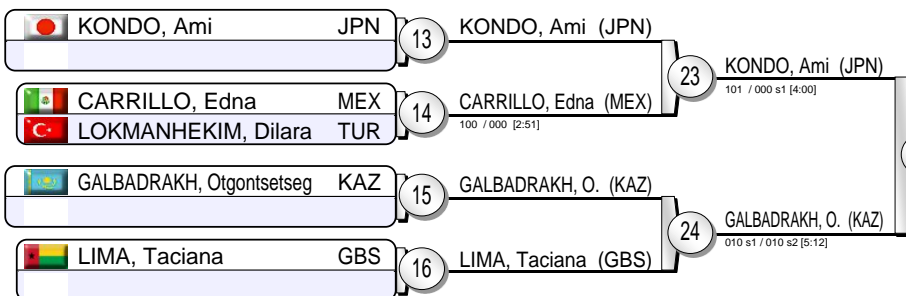 KONDO, Ami JPN
13
KONDO, Ami (JPN)
CARRILLO, Edna MEX
LOKMANHEKIM, Dilara TUR
14
CARRILLO, Edna (MEX)
100 / 000 [2:51]
23
KONDO, Ami (JPN)
101 / 000 s1 [4:00]
GALBADRAKH, Otgontsetseg KAZ
15
GALBADRAKH, O. (KAZ)
LIMA, Taciana GBS
16
LIMA, Taciana (GBS)
24
GALBADRAKH, O. (KAZ)
010 s1 / 010 s2 [5:12]